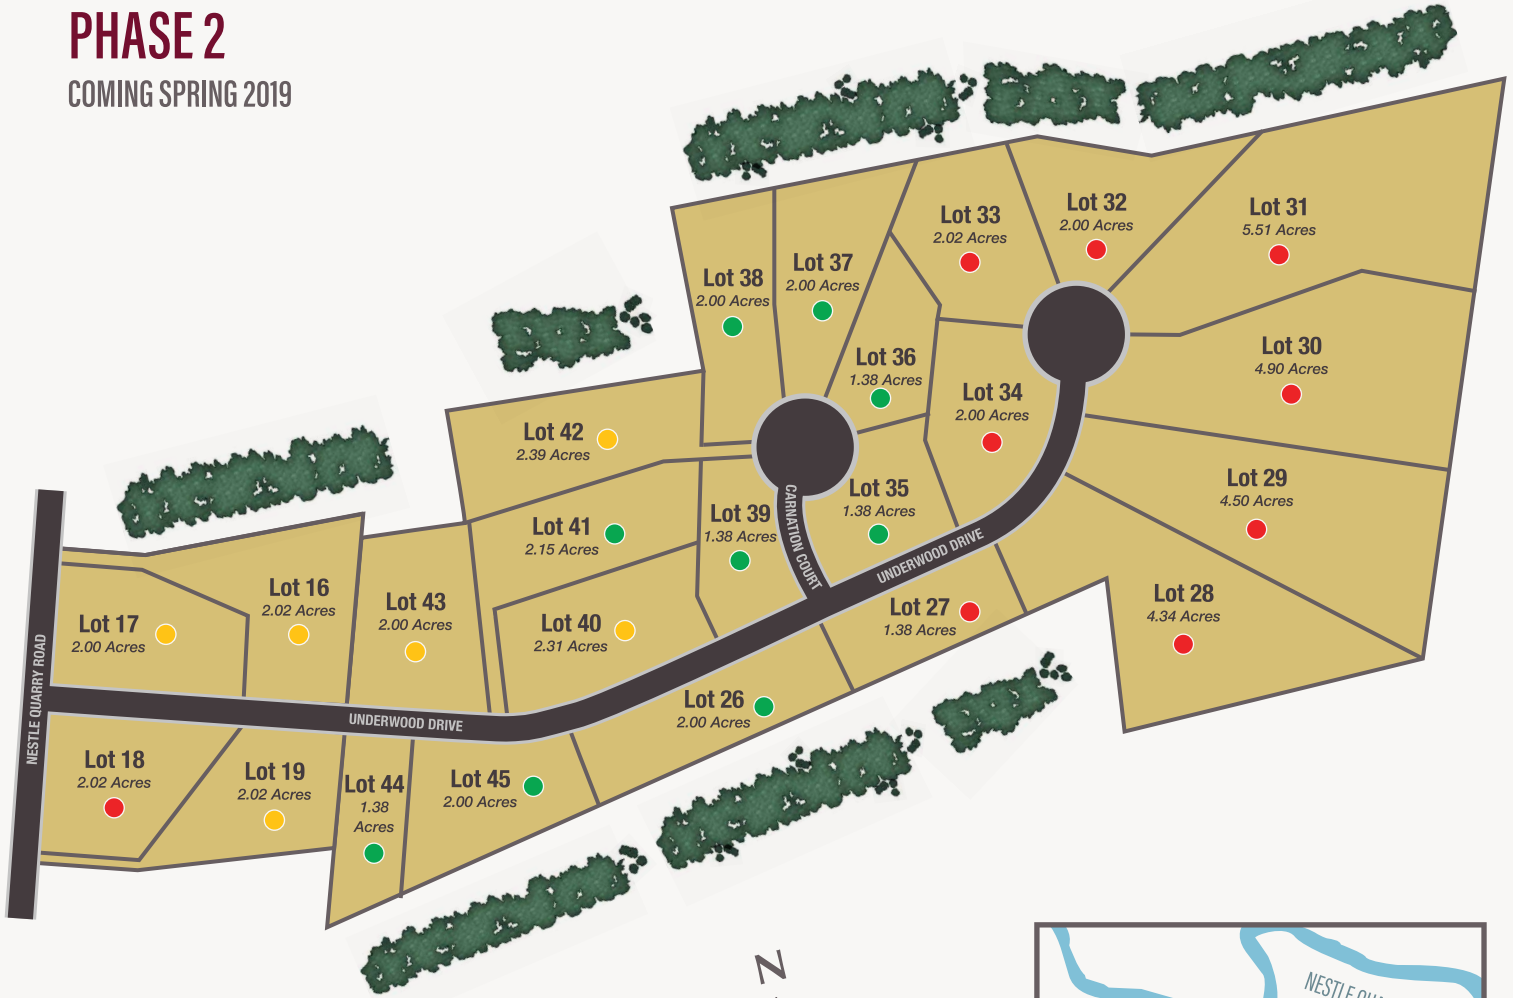 PHASE 2
COMING SPRING 2019
Lot 33
2.02 Acres
Lot 32
2.00 Acres
Lot 31
5.51 Acres
Lot 38
2.00 Acres
Lot 37
2.00 Acres
Lot 36
1.38 Acres
Lot 34
2.00 Acres
Lot 30
4.90 Acres
Lot 42
2.39 Acres
Lot 29
4.50 Acres
Lot 41
2.15 Acres
Lot 39
1.38 Acres
CARNATION COURT
Lot 35
1.38 Acres
UNDERWOOD DRIVE
Lot 17
2.00 Acres
Lot 16
2.02 Acres
Lot 43
2.00 Acres
Lot 40
2.31 Acres
Lot 27
1.38 Acres
Lot 28
4.34 Acres
NESTLE QUARRY ROAD
UNDERWOOD DRIVE
Lot 26
2.00 Acres
Lot 18
2.02 Acres
Lot 19
2.02 Acres
Lot 44
1.38
Acres
Lot 45
2.00 Acres
N
NESTLE